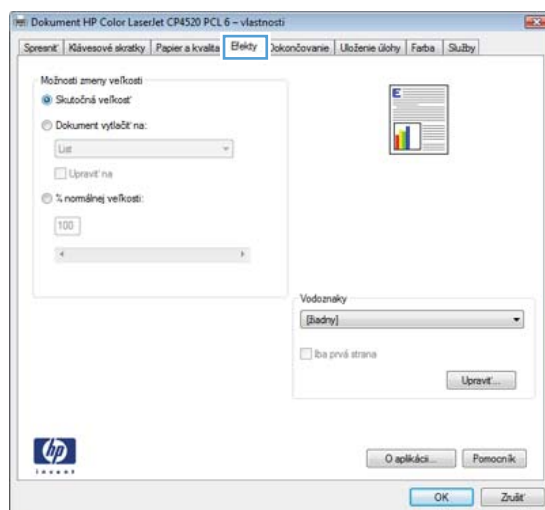 Dokument HP Color LaserJet CP4520 PCL 6 – vlastnosti
Spresniť Klávesové skratky Papier a kvalita Efekty Dokončovanie Uloženie úlohy Farba Služby
Možnosti zmeny veľkosti
Skutočná veľkosť
Dokument vytlačiť na:
List
Upraviť na
% normálnej veľkosti:
100
E
Vodoznaky
[žiadny]
Iba prvá strana
Upraviť...
hp
invent
O aplikácii... Pomocník
OK Zrušiť